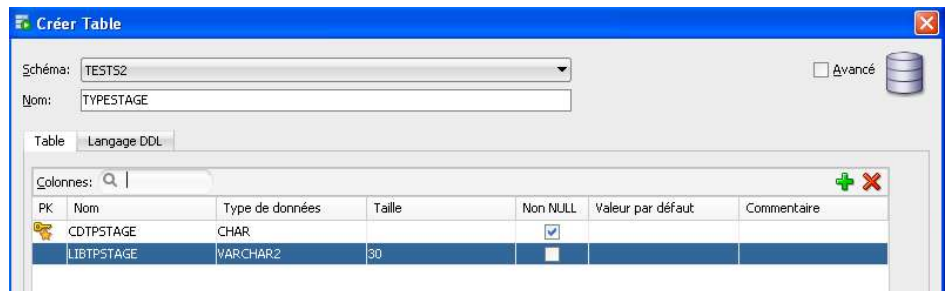 Créer Table
Schéma: TESTS2 Avancé
Nom: TYPESTAGE
Table Langage DDL
Colonnes:
PK Nom Type de données Taille Non NULL Valeur par défaut Commentaire
CDTPSTAGE CHAR
LIBTPSTAGE VARCHAR2 30